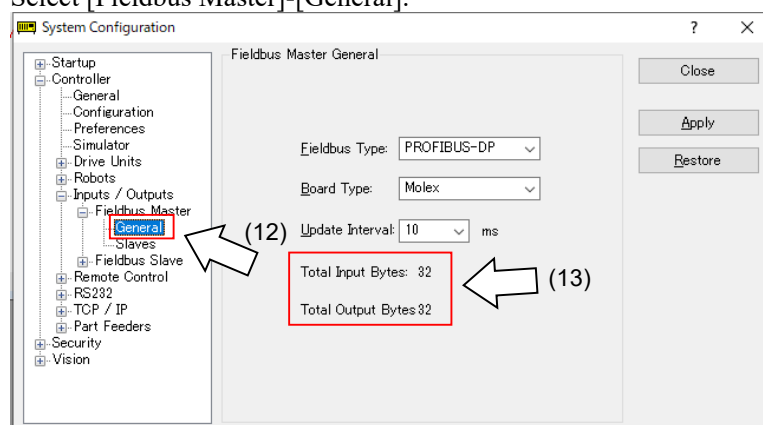 Select [Fieldbus Master]-[General].
System Configuration
?
Startup
Controller
General
Configuration
Preferences
Simulator
Drive Units
Robots
Inputs / Outputs
Fieldbus Master
General
Slaves
Fieldbus Slave
Remote Control
RS232
TCP / IP
Part Feeders
Security
Vision
(12)
Fieldbus Master General
Fieldbus Type: PROFIBUS-DP
Board Type: Molex
Update Interval: 10 ms
Total Input Bytes: 32
Total Output Bytes 32
(13)
Close
Apply
Restore